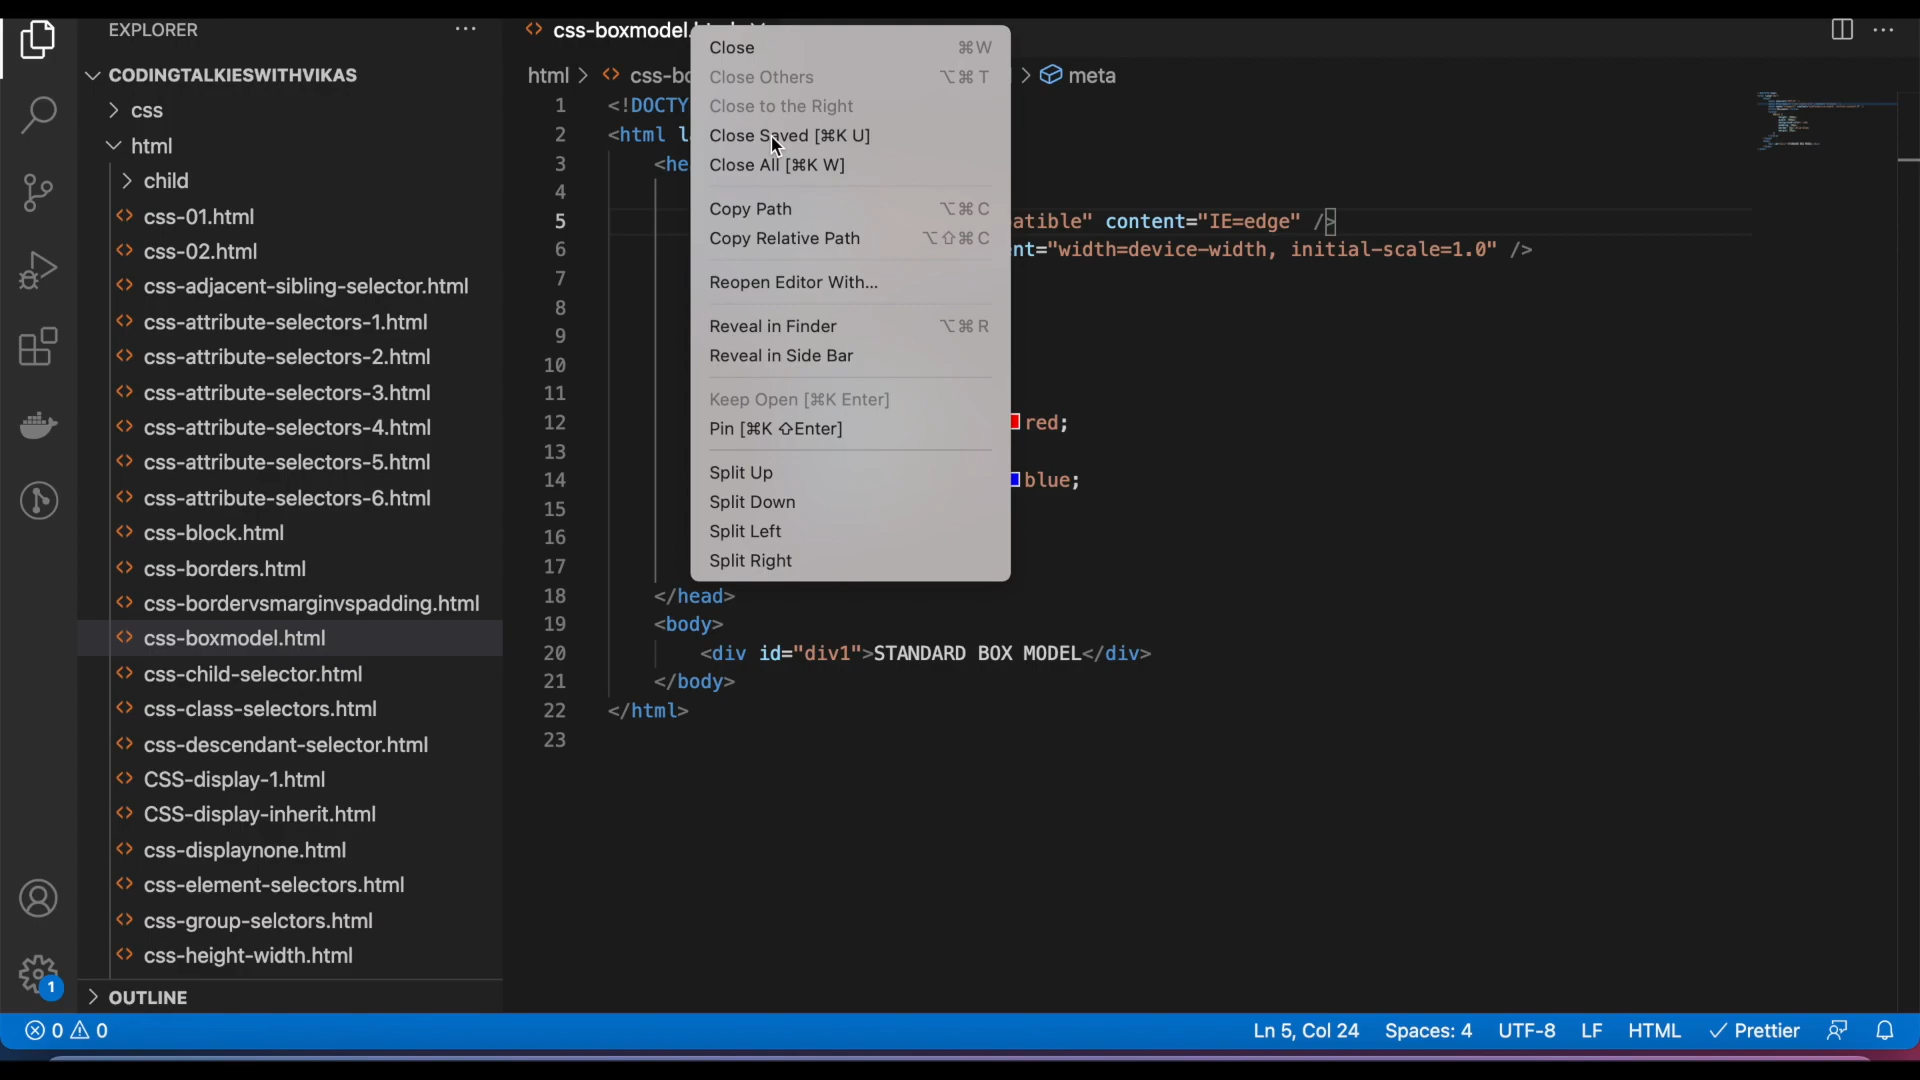 EXPLORER
CODINGTALKIESWITHVIKAS
css
html
child
css-01.html
css-02.html
css-adjacent-sibling-selector.html
css-attribute-selectors-1.html
css-attribute-selectors-2.html
css-attribute-selectors-3.html
css-attribute-selectors-4.html
css-attribute-selectors-5.html
css-attribute-selectors-6.html
css-block.html
css-borders.html
css-bordervsmarginvspadding.html
css-boxmodel.html
css-child-selector.html
css-class-selectors.html
css-descendant-selector.html
CSS-display-1.html
CSS-display-inherit.html
css-displaynone.html
css-element-selectors.html
css-group-selctors.html
css-height-width.html
OUTLINE
css-boxmodel.
html > <> css-bo > meta
1 <!DOCTY
2 <html l
3 <he
4
5 atible" content="IE=edge" />
6 nt="width=device-width, initial-scale=1.0" />
7
8
9
10
11
12 red;
13
14 blue;
15
16
17
18 </head>
19 <body>
20 <div id="div1">STANDARD BOX MODEL</div>
21 </body>
22 </html>
23
Close ⌘W
Close Others ⌥⌘T
Close to the Right
Close Saved [⌘K U]
Close All [⌘K W]
Copy Path ⌥⌘C
Copy Relative Path ⌥⇧⌘C
Reopen Editor With...
Reveal in Finder ⌥⌘R
Reveal in Side Bar
Keep Open [⌘K Enter]
Pin [⌘K ⇧Enter]
Split Up
Split Down
Split Left
Split Right
1
0 0 Ln 5, Col 24 Spaces: 4 UTF-8 LF HTML ✓ Prettier